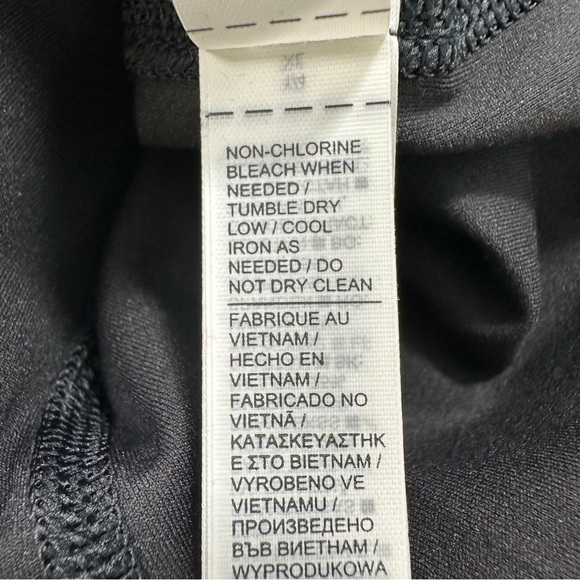 NON-CHLORINE
BLEACH WHEN
NEEDED /
TUMBLE DRY
LOW / COOL
IRON AS
NEEDED / DO
NOT DRY CLEAN
FABRIQUE AU
VIETNAM /
HECHO EN
VIETNAM /
FABRICADO NO
VIETNÃ /
ΚΑΤΑΣΚΕΥΑΣΤΗΚ
Ε ΣΤΟ ΒΙΕΤΝΑΜ /
VYROBENO VE
VIETNAMU /
ПРОИЗВЕДЕНО
ВЪВ ВИЕТНАМ /
WYPRODUKOWA